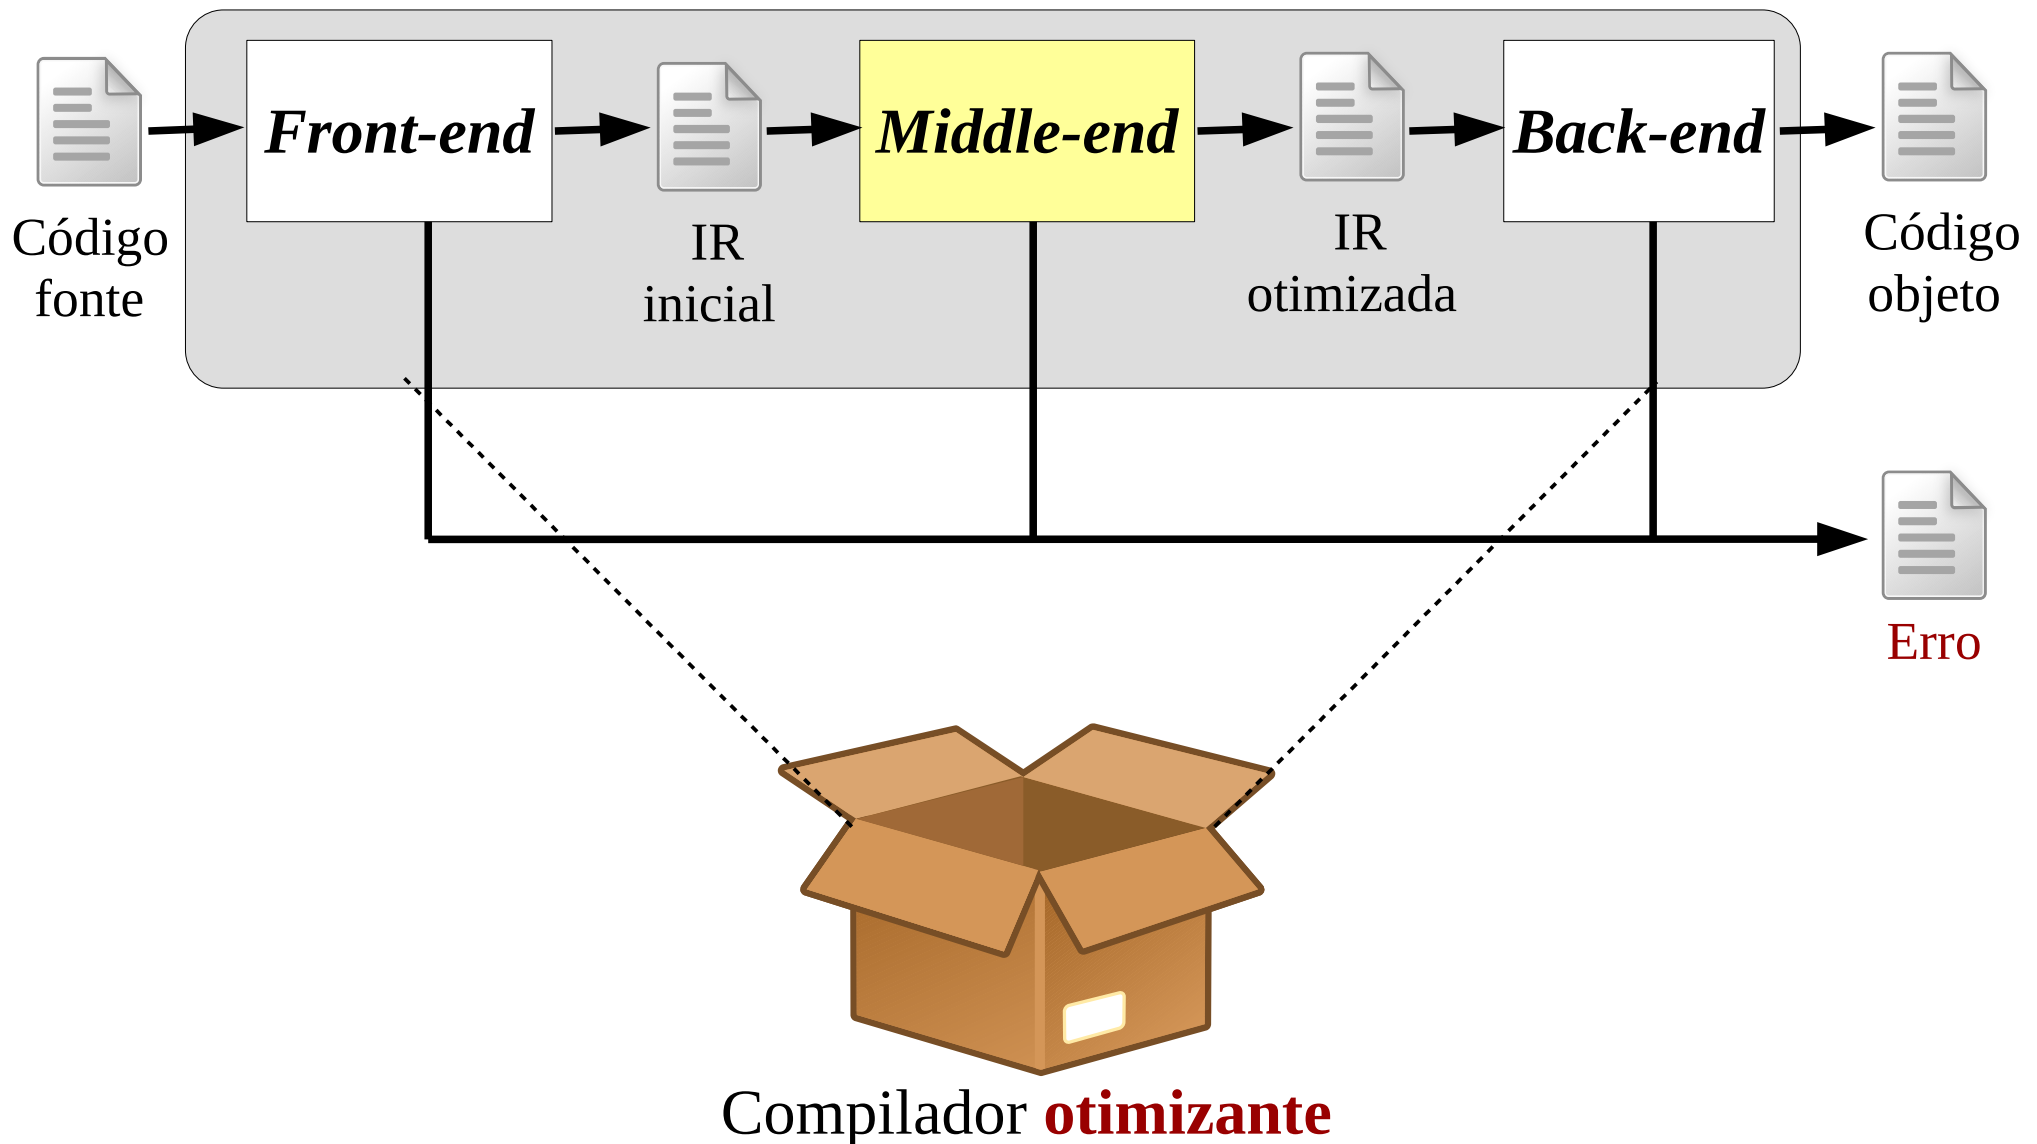 Front-end
Middle-end
Back-end
Código
fonte
IR
inicial
IR
otimizada
Código
objeto
Erro
Compilador otimizante